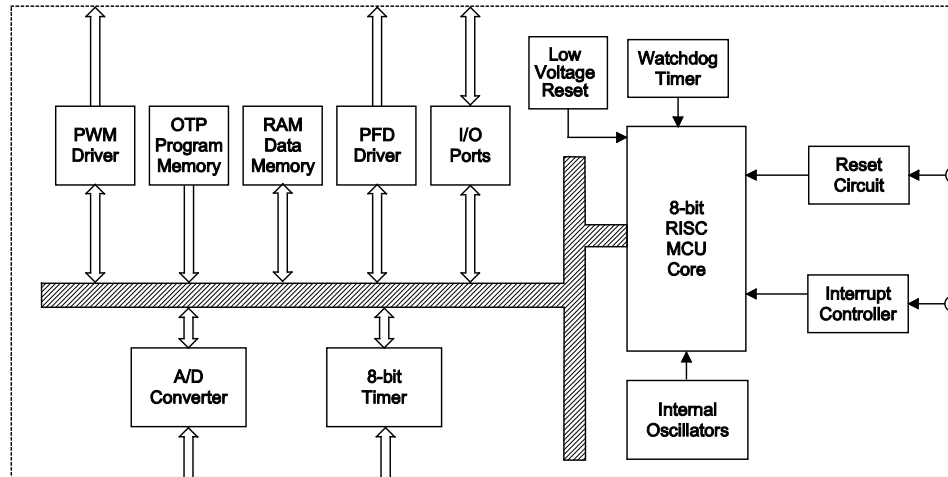 Low
Voltage
Reset
Watchdog
Timer
PWM
Driver
OTP
Program
Memory
RAM
Data
Memory
PFD
Driver
I/O
Ports
8-bit
RISC
MCU
Core
Reset
Circuit
Interrupt
Controller
A/D
Converter
8-bit
Timer
Internal
Oscillators